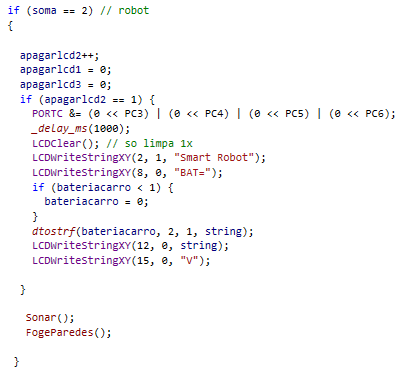 if (soma == 2) // robot
{
apagarlcd2++;
apagarlcd1 = 0;
apagarlcd3 = 0;
if (apagarlcd2 == 1) {
PORTC &= (0 << PC3) | (0 << PC4) | (0 << PC5) | (0 << PC6);
_delay_ms(1000);
LCDClear(); // so limpa 1x
LCDWriteStringXY(2, 1, "Smart Robot");
LCDWriteStringXY(8, 0, "BAT=");
if (bateriacarro < 1) {
bateriacarro = 0;
}
dtostrf(bateriacarro, 2, 1, string);
LCDWriteStringXY(12, 0, string);
LCDWriteStringXY(15, 0, "V");
}
Sonar();
FogeParedes();
}